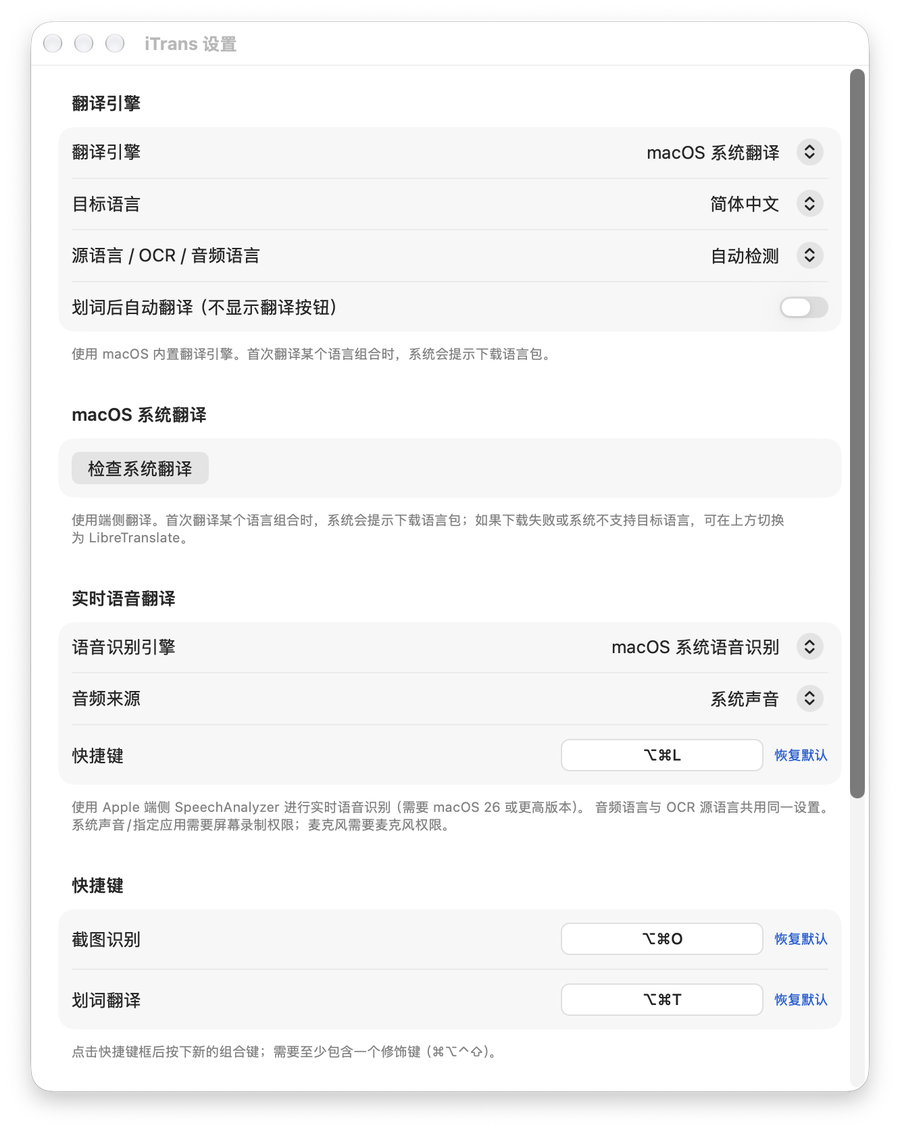 iTrans 设置
翻译引擎
翻译引擎 macOS 系统翻译
目标语言 简体中文
源语言 / OCR / 音频语言 自动检测
划词后自动翻译（不显示翻译按钮）
使用 macOS 内置翻译引擎。首次翻译某个语言组合时，系统会提示下载语言包。
macOS 系统翻译
检查系统翻译
使用端侧翻译。首次翻译某个语言组合时，系统会提示下载语言包；如果下载失败或系统不支持目标语言，可在上方切换
为 LibreTranslate。
实时语音翻译
语音识别引擎 macOS 系统语音识别
音频来源 系统声音
快捷键 ⌥⌘L 恢复默认
使用 Apple 端侧 SpeechAnalyzer 进行实时语音识别（需要 macOS 26 或更高版本）。 音频语言与 OCR 源语言共用同一设置。
系统声音/指定应用需要屏幕录制权限；麦克风需要麦克风权限。
快捷键
截图识别 ⌥⌘O 恢复默认
划词翻译 ⌥⌘T 恢复默认
点击快捷键框后按下新的组合键；需要至少包含一个修饰键（⌘⌥^⇧）。